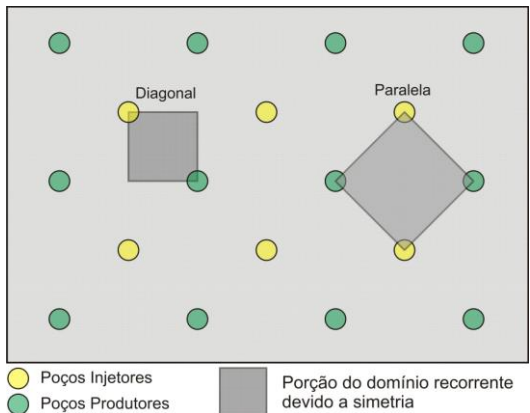 Diagonal
Paralela
Poços Injetores
Poços Produtores
Porção do domínio recorrente
devido a simetria